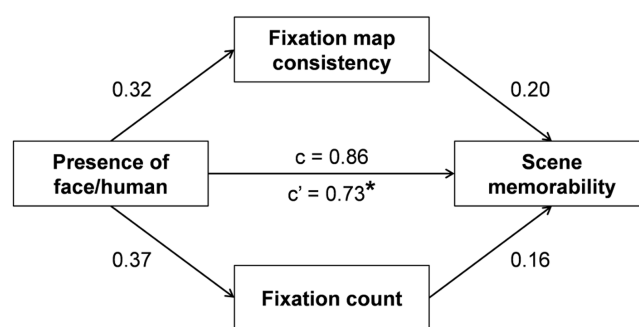 Fixation map
consistency
0.32
0.20
Presence of
face/human
c = 0.86
c’ = 0.73*
Scene
memorability
0.37
0.16
Fixation count